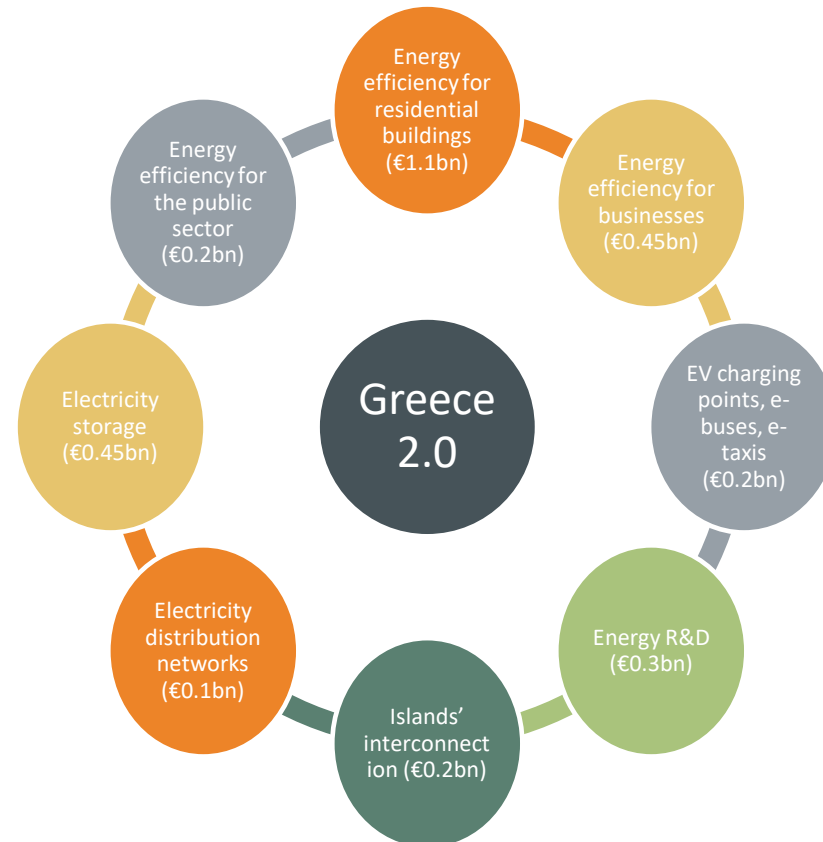 Energy
efficiency for
residential
buildings
(€1.1bn)
Energy
efficiency for
businesses
(€0.45bn)
EV charging
points, e-
buses, e-
taxis
(€0.2bn)
Energy R&D
(€0.3bn)
Islands’
interconnect
ion (€0.2bn)
Electricity
distribution
networks
(€0.1bn)
Electricity
storage
(€0.45bn)
Energy
efficiency for
the public
sector
(€0.2bn)
Greece
2.0